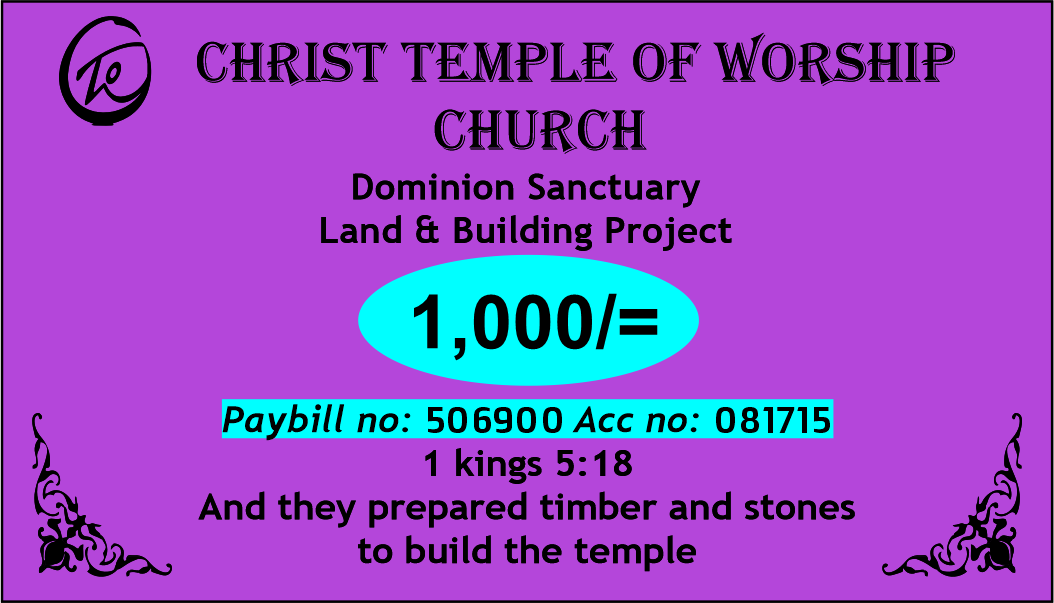 CHRIST TEMPLE OF WORSHIP
CHURCH
Dominion Sanctuary
Land & Building Project
1,000/=
Paybill no: 506900 Acc no: 081715
1 kings 5:18
And they prepared timber and stones
to build the temple